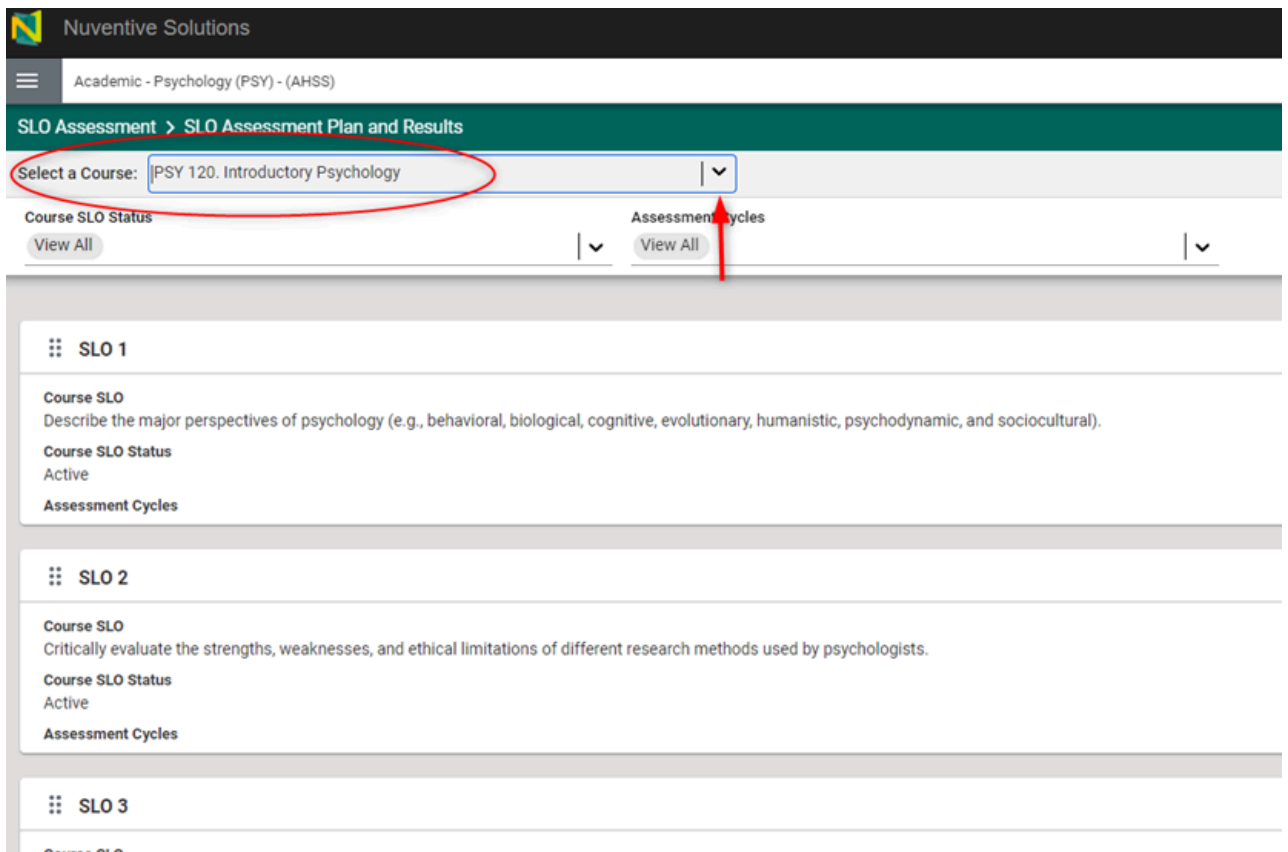 Nuventive Solutions
Academic - Psychology (PSY) - (AHSS)
SLO Assessment > SLO Assessment Plan and Results
Select a Course: PSY 120. Introductory Psychology
Course SLO Status Assessment Cycles
View All View All
SLO 1
Course SLO
Describe the major perspectives of psychology (e.g., behavioral, biological, cognitive, evolutionary, humanistic, psychodynamic, and sociocultural).
Course SLO Status
Active
Assessment Cycles
SLO 2
Course SLO
Critically evaluate the strengths, weaknesses, and ethical limitations of different research methods used by psychologists.
Course SLO Status
Active
Assessment Cycles
SLO 3
Course SLO